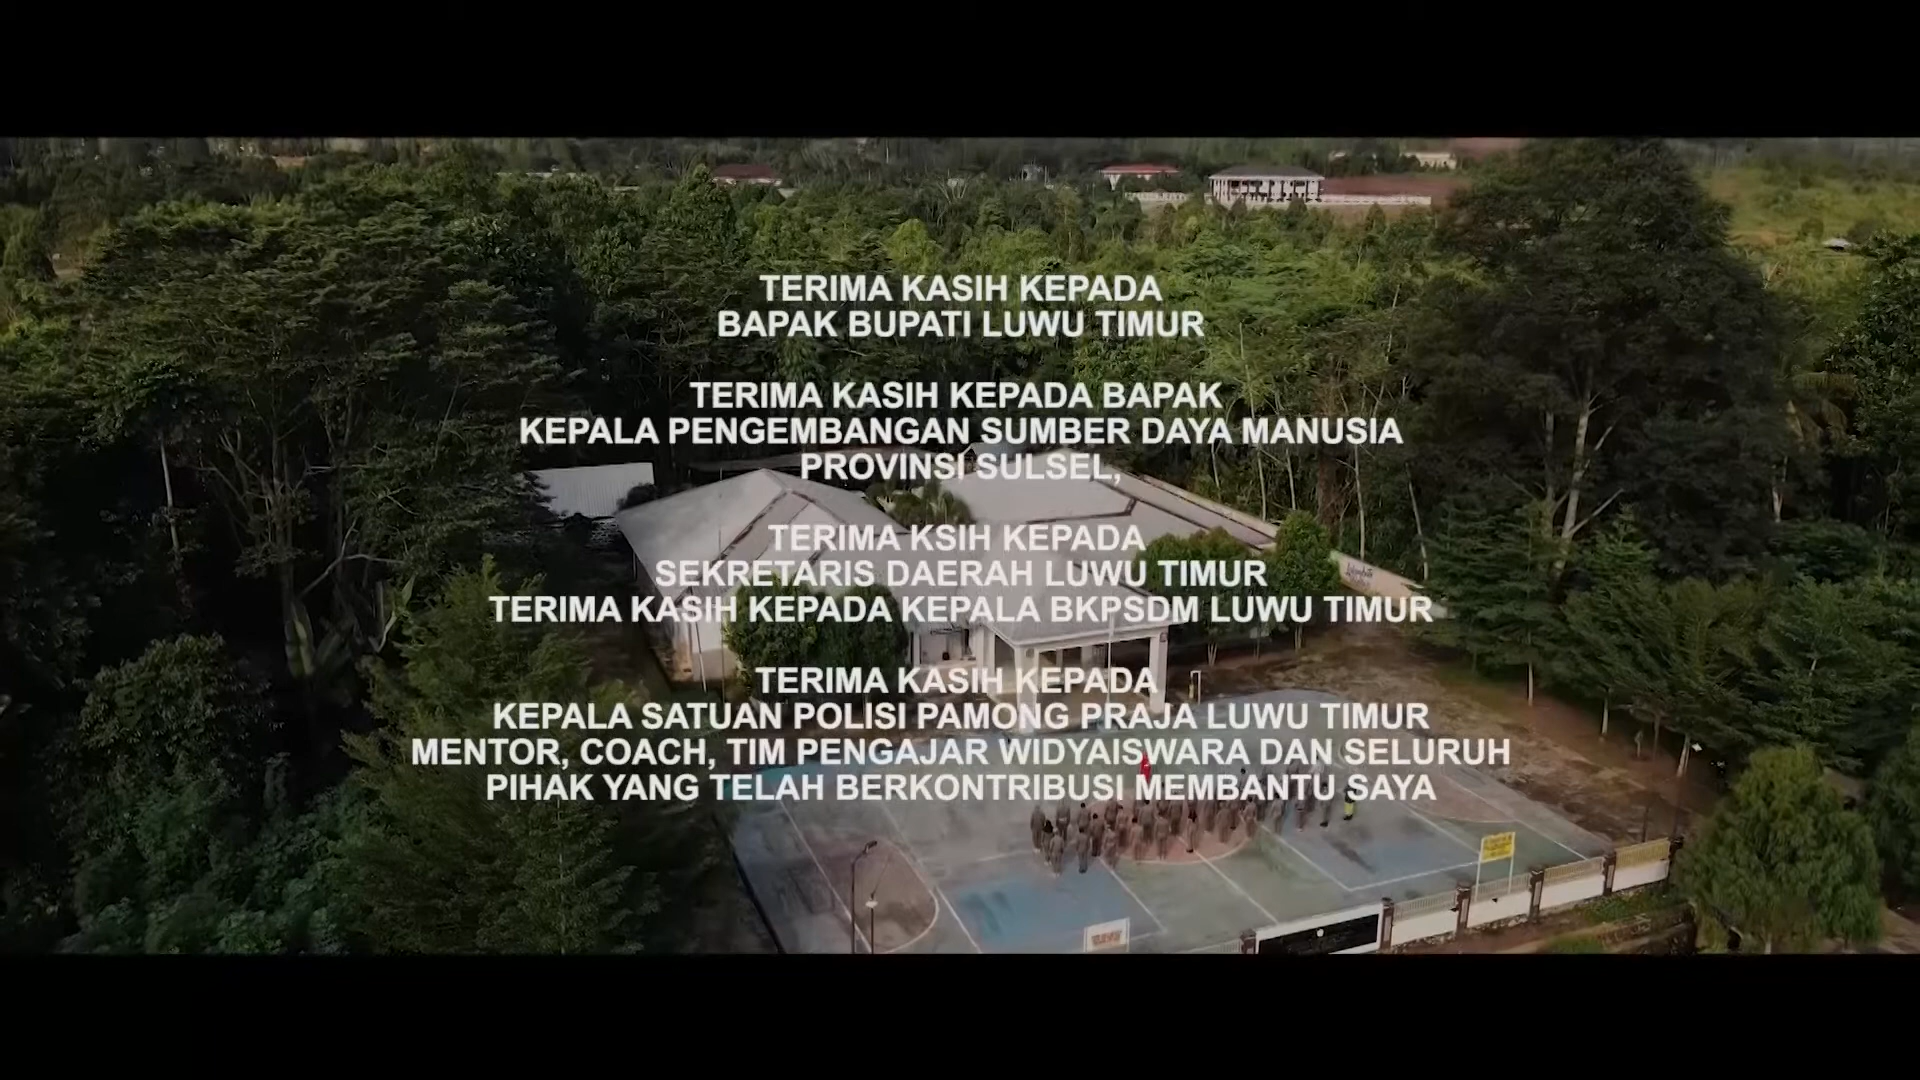 TERIMA KASIH KEPADA
BAPAK BUPATI LUWU TIMUR
TERIMA KASIH KEPADA BAPAK
KEPALA PENGEMBANGAN SUMBER DAYA MANUSIA
PROVINSI SULSEL,
TERIMA KSIH KEPADA
SEKRETARIS DAERAH LUWU TIMUR
TERIMA KASIH KEPADA KEPALA BKPSDM LUWU TIMUR
TERIMA KASIH KEPADA
KEPALA SATUAN POLISI PAMONG PRAJA LUWU TIMUR
MENTOR, COACH, TIM PENGAJAR WIDYAISWARA DAN SELURUH
PIHAK YANG TELAH BERKONTRIBUSI MEMBANTU SAYA